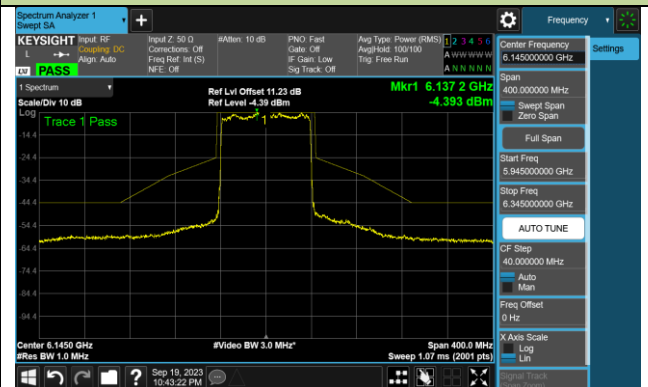 Spectrum Analyzer 1
Swept SA
Frequency
KEYSIGHT
L
LXI
PASS
Input: RF
Coupling: DC
Align: Auto
Input Z: 50 Ω
Corrections: Off
Freq Ref: Int (S)
NFE: Off
#Atten: 10 dB
PNO: Fast
Gate: Off
IF Gain: Low
Sig Track: Off
Avg Type: Power (RMS)
Avg|Hold: 100/100
Trig: Free Run
1 2 3 4 5 6
A W W W W W
A N N N N N
1 Spectrum
Scale/Div 10 dB
Ref Lvl Offset 11.23 dB
Ref Level -4.39 dBm
Mkr1 6.137 2 GHz
-4.393 dBm
Log
Trace 1 Pass
1
-14.4
-24.4
-34.4
-44.4
-54.4
-64.4
-74.4
-84.4
-94.4
Center 6.1450 GHz
#Res BW 1.0 MHz
#Video BW 3.0 MHz*
Span 400.0 MHz
Sweep 1.07 ms (2001 pts)
Sep 19, 2023
10:43:22 PM
Center Frequency
6.145000000 GHz
Settings
Span
400.000000 MHz
Swept Span
Zero Span
Full Span
Start Freq
5.945000000 GHz
Stop Freq
6.345000000 GHz
AUTO TUNE
CF Step
40.000000 MHz
Auto
Man
Freq Offset
0 Hz
X Axis Scale
Log
Lin
Signal Track
(Span Zoom)